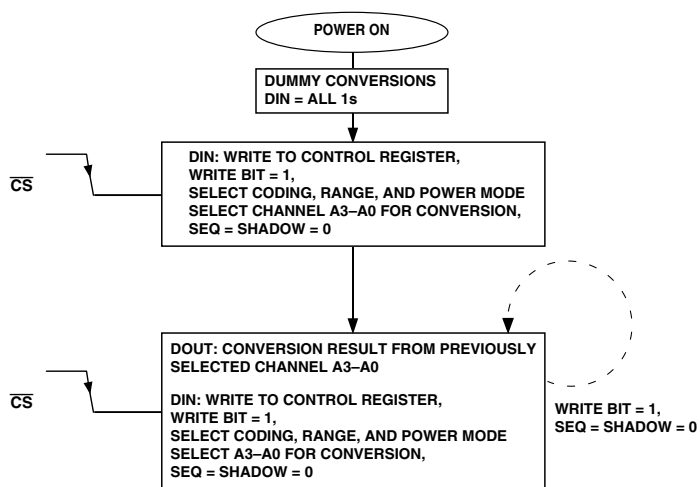 POWER ON
DUMMY CONVERSIONS
DIN = ALL 1s
CS
DIN: WRITE TO CONTROL REGISTER,
WRITE BIT = 1,
SELECT CODING, RANGE, AND POWER MODE
SELECT CHANNEL A3–A0 FOR CONVERSION,
SEQ = SHADOW = 0
CS
DOUT: CONVERSION RESULT FROM PREVIOUSLY
SELECTED CHANNEL A3–A0
DIN: WRITE TO CONTROL REGISTER,
WRITE BIT = 1,
SELECT CODING, RANGE, AND POWER MODE
SELECT A3–A0 FOR CONVERSION,
SEQ = SHADOW = 0
WRITE BIT = 1,
SEQ = SHADOW = 0